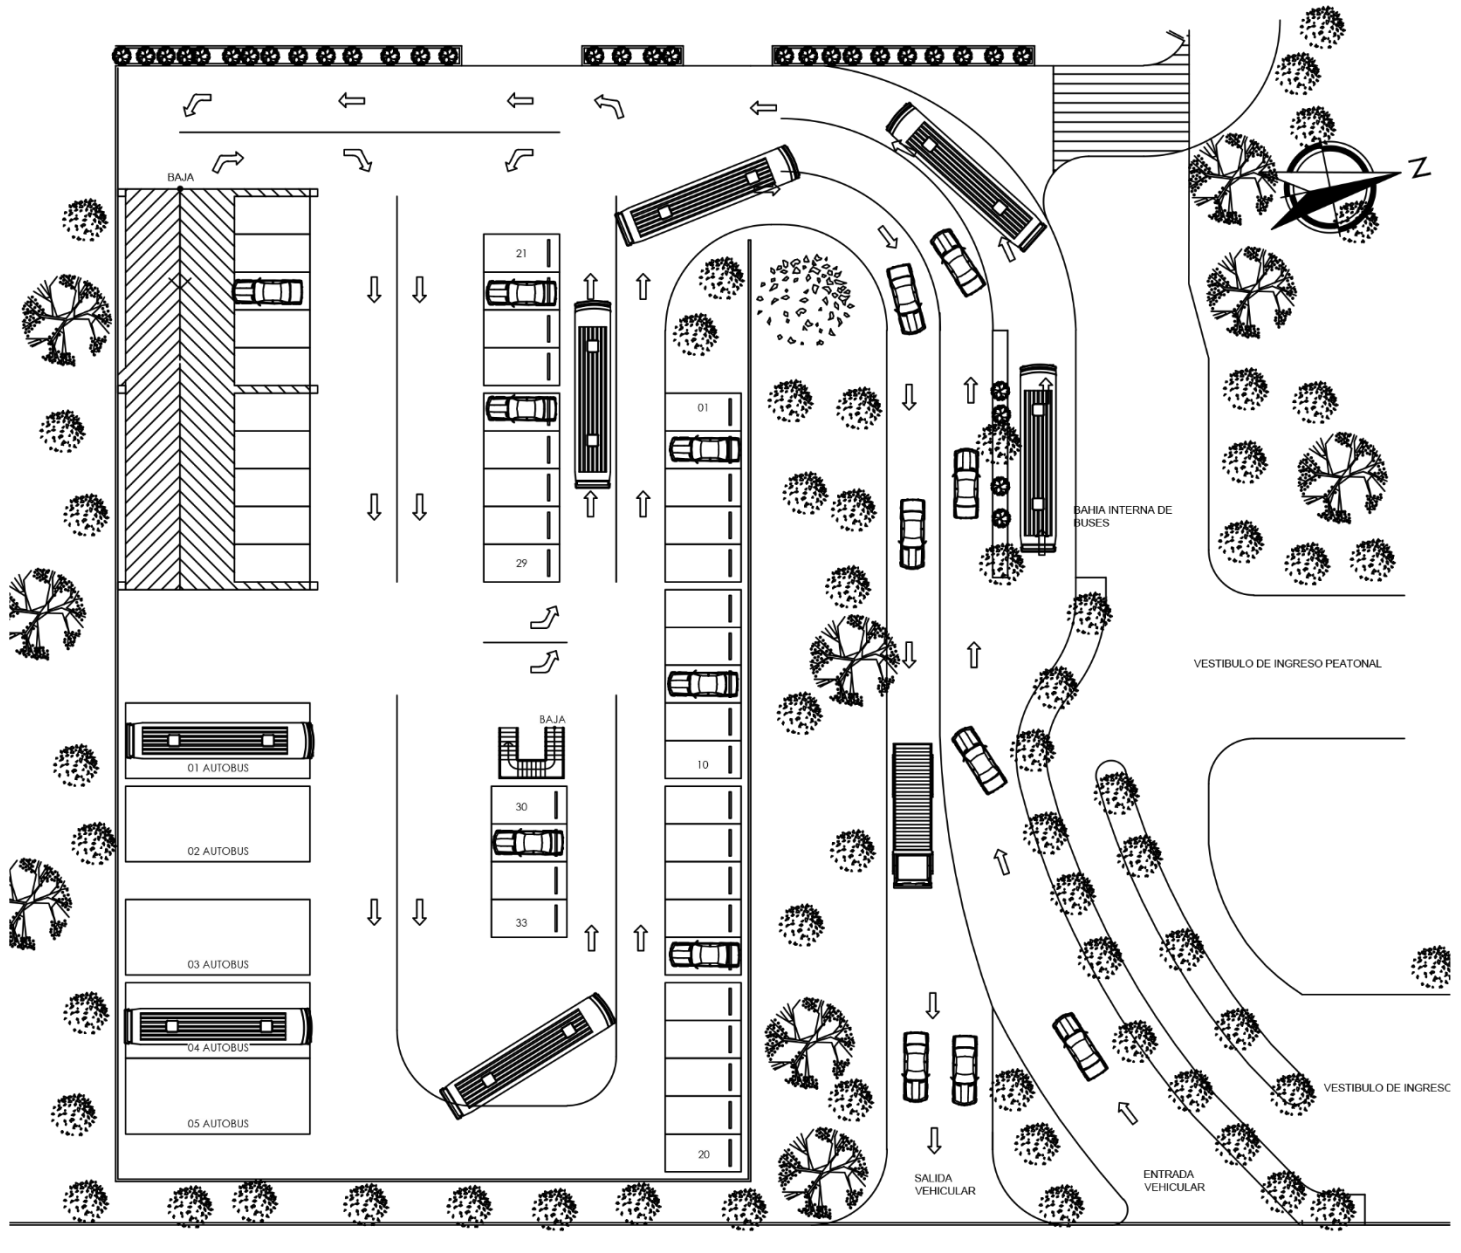 N
BAJA
21
01
29
BAHIA INTERNA DE
BUSES
VESTIBULO DE INGRESO PEATONAL
BAJA
01 AUTOBUS
10
30
02 AUTOBUS
33
03 AUTOBUS
04 AUTOBUS
VESTIBULO DE INGRESO
05 AUTOBUS
20
SALIDA
VEHICULAR
ENTRADA
VEHICULAR